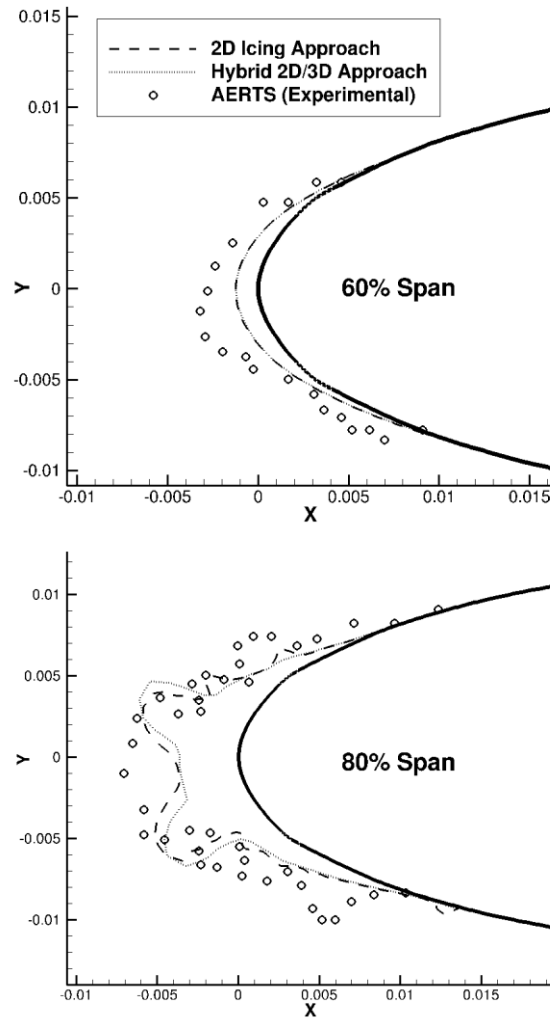 0.015
0.01
0.005
0
-0.005
-0.01
Y
2D Icing Approach
Hybrid 2D/3D Approach
AERTS (Experimental)
60% Span
-0.01 -0.005 0 0.005 0.01 0.015
X
0.01
0.005
0
-0.005
-0.01
Y
80% Span
-0.01 -0.005 0 0.005 0.01 0.015
X